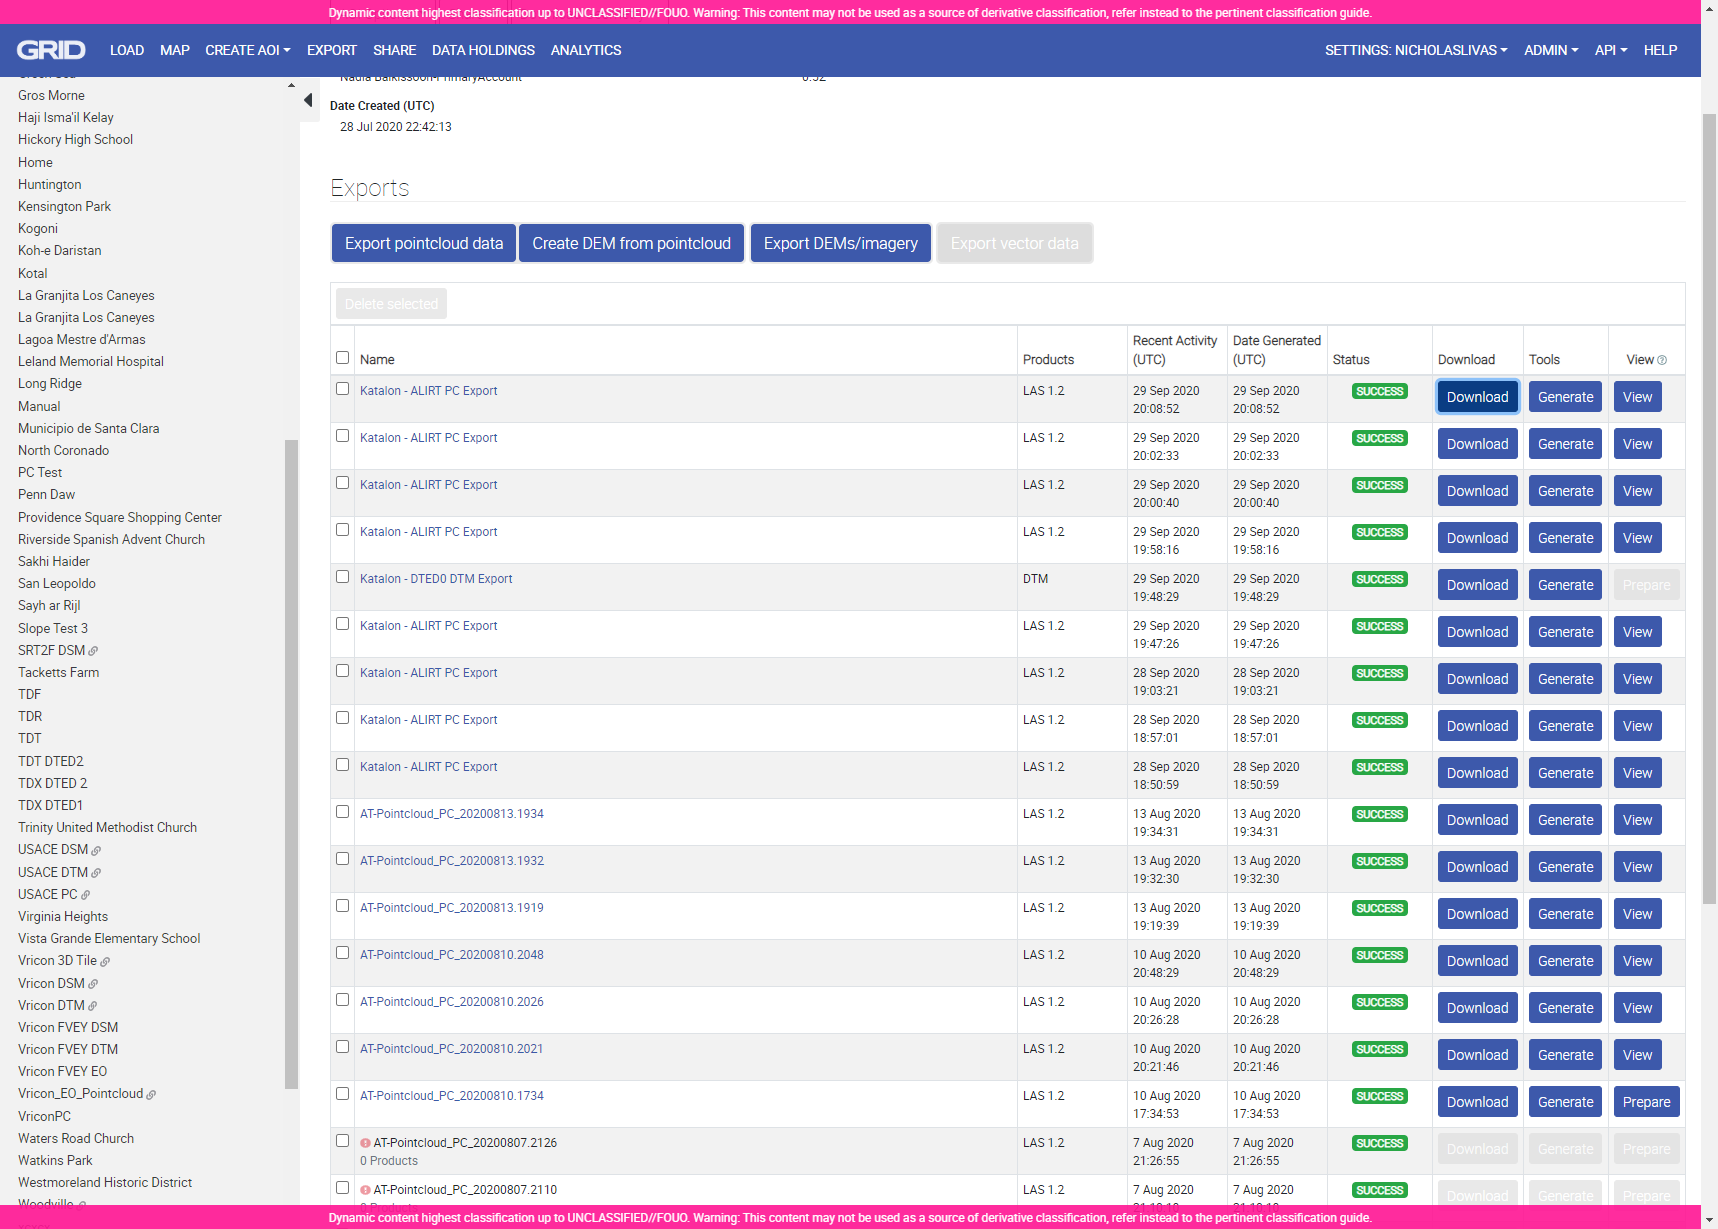 Dynamic content highest classification up to UNCLASSIFIED//FOUO. Warning: This content may not be used as a source of derivative classification, refer instead to the pertinent classification guide.
GRID LOAD MAP CREATE AOI EXPORT SHARE DATA HOLDINGS ANALYTICS SETTINGS: NICHOLASLIVAS ADMIN API HELP
Gros Morne
Haji Isma'il Kelay
Hickory High School
Home
Huntington
Kensington Park
Kogoni
Koh-e Daristan
Kotal
La Granjita Los Caneyes
La Granjita Los Caneyes
Lagoa Mestre d'Armas
Leland Memorial Hospital
Long Ridge
Manual
Municipio de Santa Clara
North Coronado
PC Test
Penn Daw
Providence Square Shopping Center
Riverside Spanish Advent Church
Sakhi Haider
San Leopoldo
Sayh ar Rijl
Slope Test 3
SRT2F DSM
Tacketts Farm
TDF
TDR
TDT
TDT DTED2
TDX DTED 2
TDX DTED1
Trinity United Methodist Church
USACE DSM
USACE DTM
USACE PC
Virginia Heights
Vista Grande Elementary School
Vricon 3D Tile
Vricon DSM
Vricon DTM
Vricon FVEY DSM
Vricon FVEY DTM
Vricon FVEY EO
Vricon_EO_Pointcloud
VriconPC
Waters Road Church
Watkins Park
Westmoreland Historic District
Woodville
Nadia Balkissoon-PrimaryAccount 0:52
Date Created (UTC)
28 Jul 2020 22:42:13
Exports
Export pointcloud data Create DEM from pointcloud Export DEMs/imagery Export vector data
Delete selected
Name Products Recent Activity (UTC) Date Generated (UTC) Status Download Tools View
Katalon - ALIRT PC Export LAS 1.2 29 Sep 2020 20:08:52 29 Sep 2020 20:08:52 SUCCESS Download Generate View
Katalon - ALIRT PC Export LAS 1.2 29 Sep 2020 20:02:33 29 Sep 2020 20:02:33 SUCCESS Download Generate View
Katalon - ALIRT PC Export LAS 1.2 29 Sep 2020 20:00:40 29 Sep 2020 20:00:40 SUCCESS Download Generate View
Katalon - ALIRT PC Export LAS 1.2 29 Sep 2020 19:58:16 29 Sep 2020 19:58:16 SUCCESS Download Generate View
Katalon - DTED0 DTM Export DTM 29 Sep 2020 19:48:29 29 Sep 2020 19:48:29 SUCCESS Download Generate Prepare
Katalon - ALIRT PC Export LAS 1.2 29 Sep 2020 19:47:26 29 Sep 2020 19:47:26 SUCCESS Download Generate View
Katalon - ALIRT PC Export LAS 1.2 28 Sep 2020 19:03:21 28 Sep 2020 19:03:21 SUCCESS Download Generate View
Katalon - ALIRT PC Export LAS 1.2 28 Sep 2020 18:57:01 28 Sep 2020 18:57:01 SUCCESS Download Generate View
Katalon - ALIRT PC Export LAS 1.2 28 Sep 2020 18:50:59 28 Sep 2020 18:50:59 SUCCESS Download Generate View
AT-Pointcloud_PC_20200813.1934 LAS 1.2 13 Aug 2020 19:34:31 13 Aug 2020 19:34:31 SUCCESS Download Generate View
AT-Pointcloud_PC_20200813.1932 LAS 1.2 13 Aug 2020 19:32:30 13 Aug 2020 19:32:30 SUCCESS Download Generate View
AT-Pointcloud_PC_20200813.1919 LAS 1.2 13 Aug 2020 19:19:39 13 Aug 2020 19:19:39 SUCCESS Download Generate View
AT-Pointcloud_PC_20200810.2048 LAS 1.2 10 Aug 2020 20:48:29 10 Aug 2020 20:48:29 SUCCESS Download Generate View
AT-Pointcloud_PC_20200810.2026 LAS 1.2 10 Aug 2020 20:26:28 10 Aug 2020 20:26:28 SUCCESS Download Generate View
AT-Pointcloud_PC_20200810.2021 LAS 1.2 10 Aug 2020 20:21:46 10 Aug 2020 20:21:46 SUCCESS Download Generate View
AT-Pointcloud_PC_20200810.1734 LAS 1.2 10 Aug 2020 17:34:53 10 Aug 2020 17:34:53 SUCCESS Download Generate Prepare
AT-Pointcloud_PC_20200807.2126 LAS 1.2 7 Aug 2020 21:26:55 7 Aug 2020 21:26:55 SUCCESS Download Generate Prepare
0 Products
AT-Pointcloud_PC_20200807.2110 LAS 1.2 7 Aug 2020 7 Aug 2020 SUCCESS Download Generate Prepare
Dynamic content highest classification up to UNCLASSIFIED//FOUO. Warning: This content may not be used as a source of derivative classification, refer instead to the pertinent classification guide.